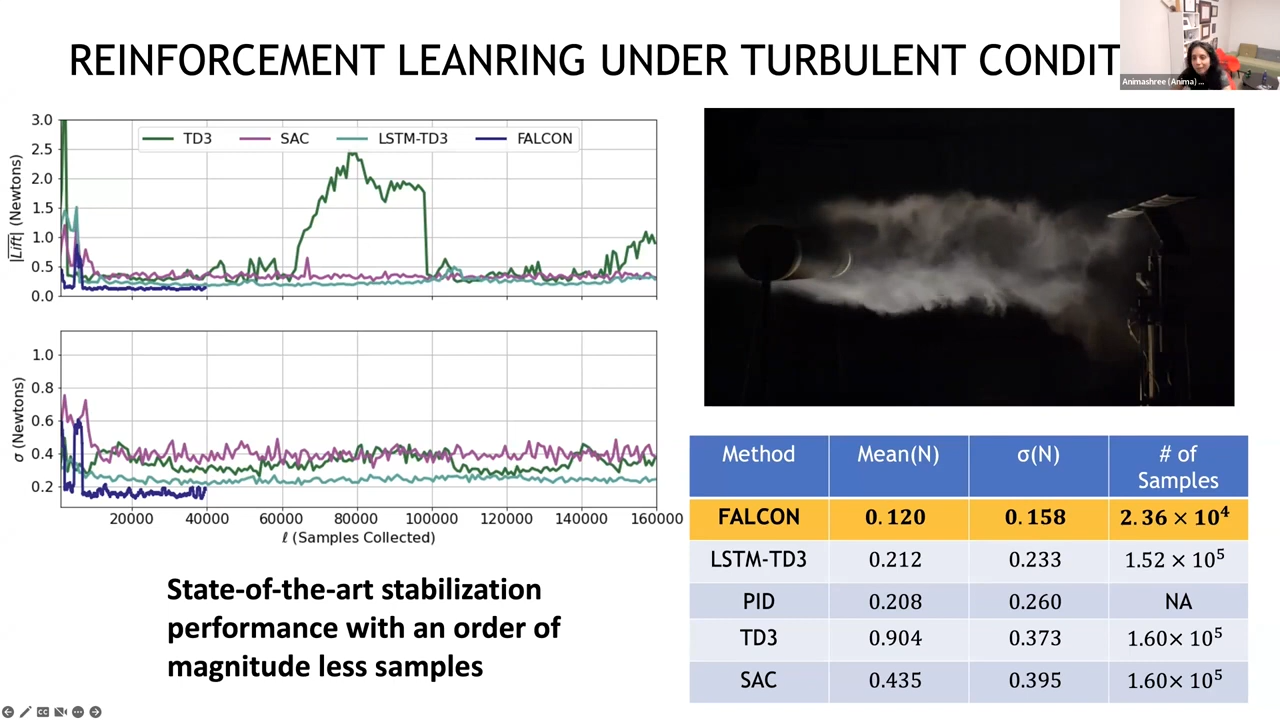 REINFORCEMENT LEANRING UNDER TURBULENT CONDIT
Animashree (Anima) ...
TD3 SAC LSTM-TD3 FALCON
|Lift| (Newtons)
3.0
2.5
2.0
1.5
1.0
0.5
0.0
σ (Newtons)
1.0
0.8
0.6
0.4
0.2
20000 40000 60000 80000 100000 120000 140000 160000
ℓ (Samples Collected)
State-of-the-art stabilization
performance with an order of
magnitude less samples
Method Mean(N) σ(N) # of
Samples
FALCON 0.120 0.158 2.36 × 10⁴
LSTM-TD3 0.212 0.233 1.52 × 10⁵
PID 0.208 0.260 NA
TD3 0.904 0.373 1.60× 10⁵
SAC 0.435 0.395 1.60× 10⁵